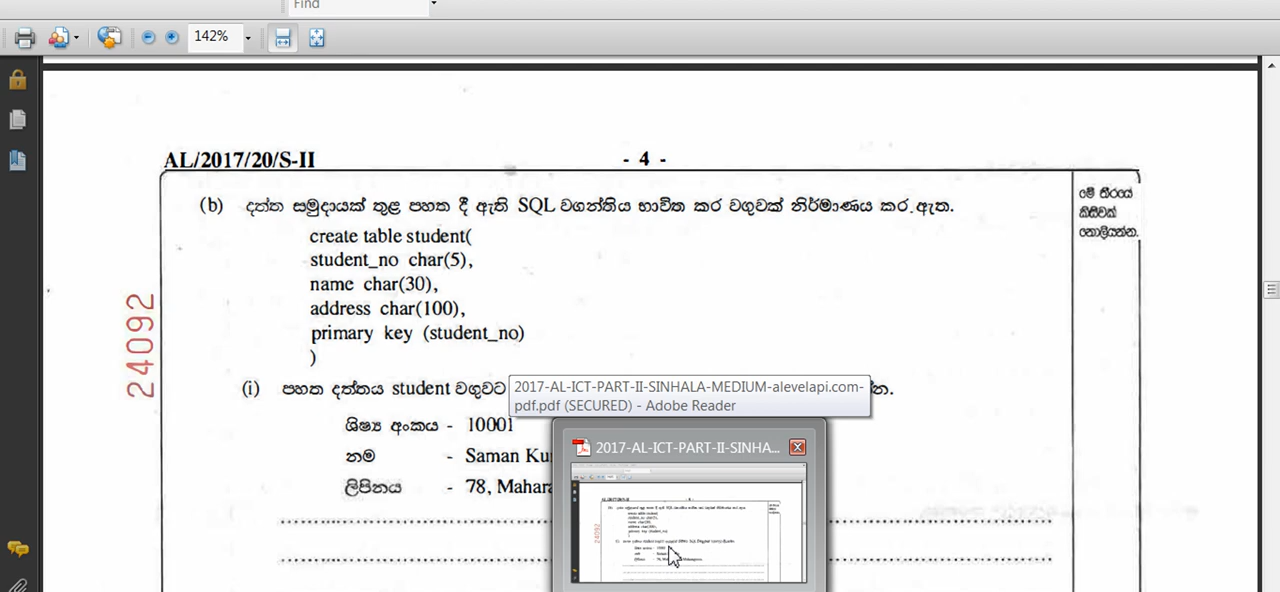 Find
142%
AL/2017/20/S-II
- 4 -
මේ තීරයේ
කිසිවක්
නොලියන්න.
(b) දත්ත සමුදායක් තුළ පහත දී ඇති SQL වගන්තිය භාවිත කර වගුවක් නිර්මාණය කර ඇත.
create table student(
student_no char(5),
name char(30),
address char(100),
primary key (student_no)
)
24092
(i) පහත දත්තය student වගුවට
න.
2017-AL-ICT-PART-II-SINHALA-MEDIUM-alevelapi.com-
pdf.pdf (SECURED) - Adobe Reader
ශිෂ්‍ය අංකය - 10001
නම - Saman Ku
ලිපිනය - 78, Mahara
2017-AL-ICT-PART-II-SINHA...